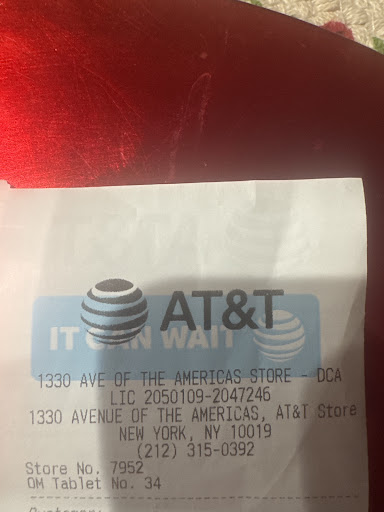 AT&T
IT CAN WAIT
1330 AVE OF THE AMERICAS STORE - DCA
LIC 2050109-2047246
1330 AVENUE OF THE AMERICAS, AT&T Store
NEW YORK, NY 10019
(212) 315-0392
Store No. 7952
OM Tablet No. 34